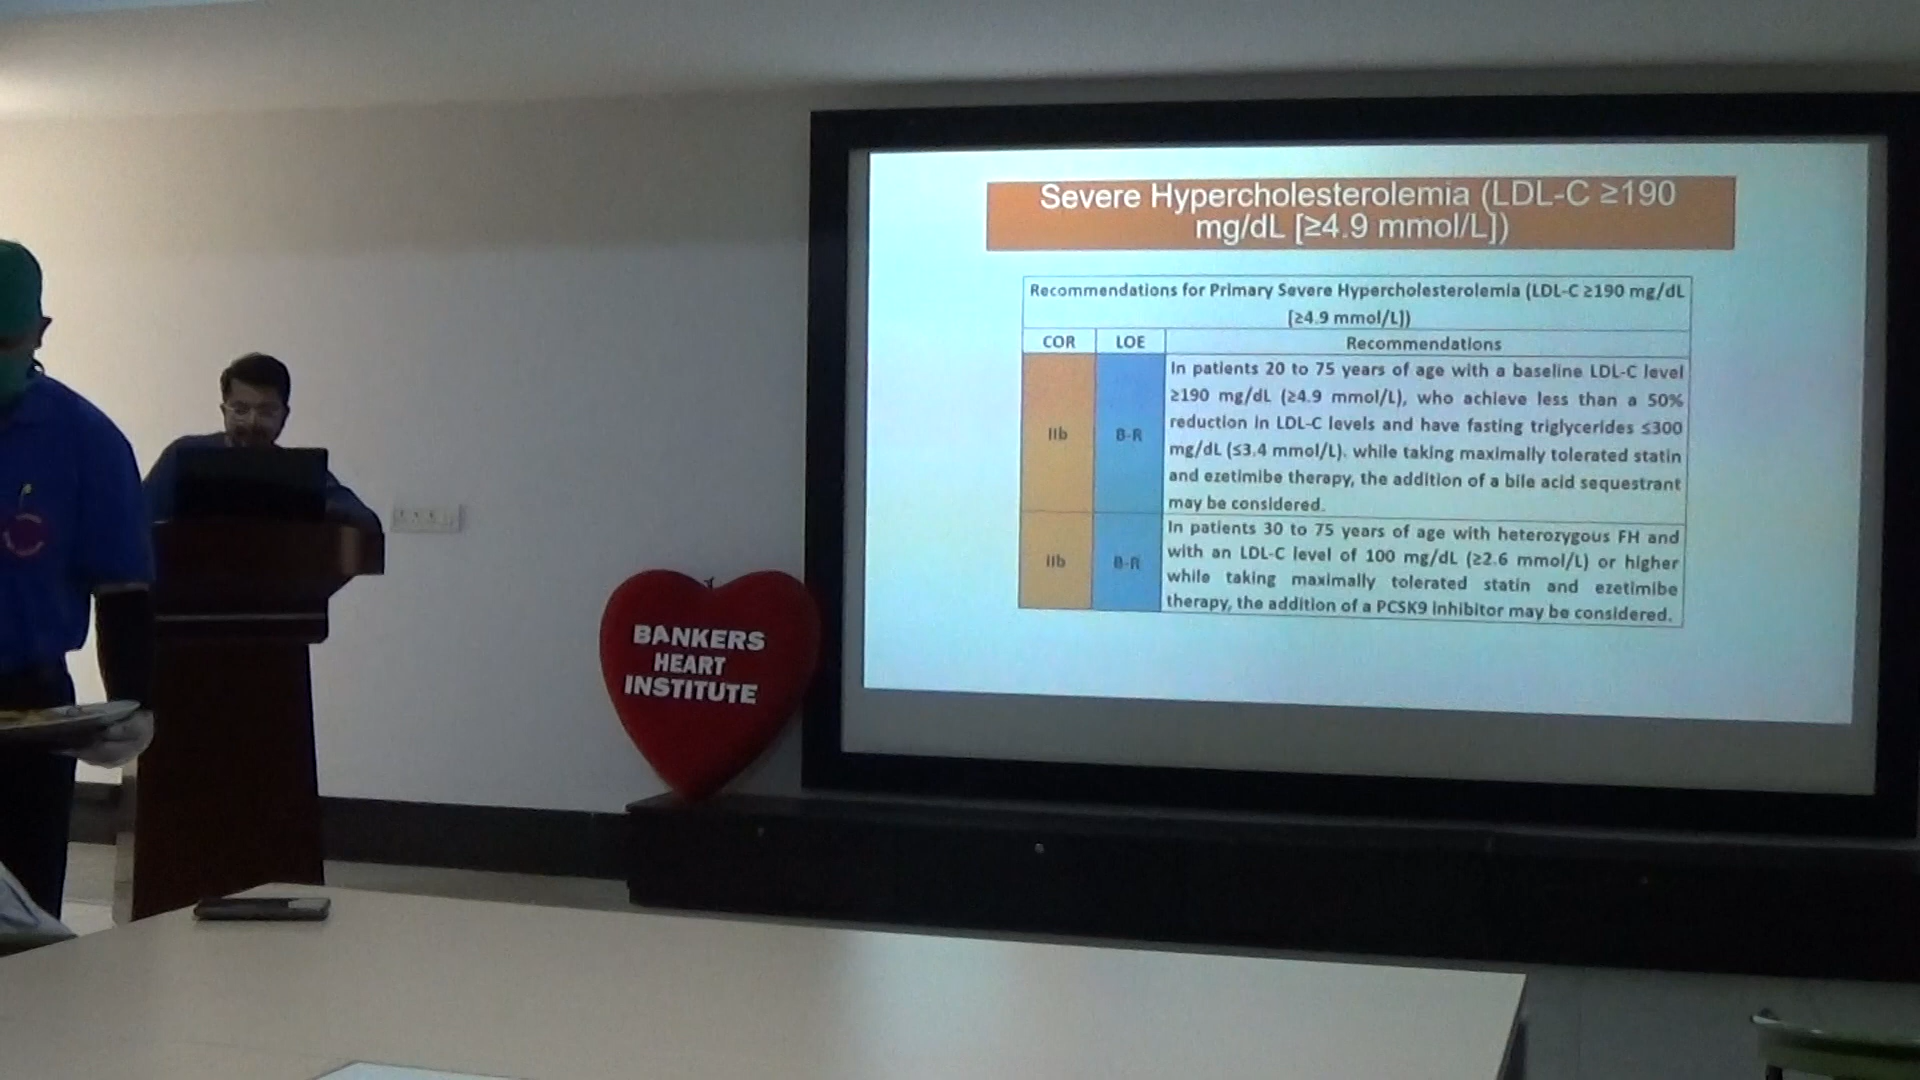 Severe Hypercholesterolemia (LDL-C ≥190
mg/dL [≥4.9 mmol/L])
Recommendations for Primary Severe Hypercholesterolemia (LDL-C ≥190 mg/dL
[≥4.9 mmol/L])
COR LOE Recommendations
IIb B-R
In patients 20 to 75 years of age with a baseline LDL-C level
≥190 mg/dL (≥4.9 mmol/L), who achieve less than a 50%
reduction in LDL-C levels and have fasting triglycerides ≤300
mg/dL (≤3.4 mmol/L). while taking maximally tolerated statin
and ezetimibe therapy, the addition of a bile acid sequestrant
may be considered.
IIb B-R
In patients 30 to 75 years of age with heterozygous FH and
with an LDL-C level of 100 mg/dL (≥2.6 mmol/L) or higher
while taking maximally tolerated statin and ezetimibe
therapy, the addition of a PCSK9 inhibitor may be considered.
BANKERS
HEART
INSTITUTE